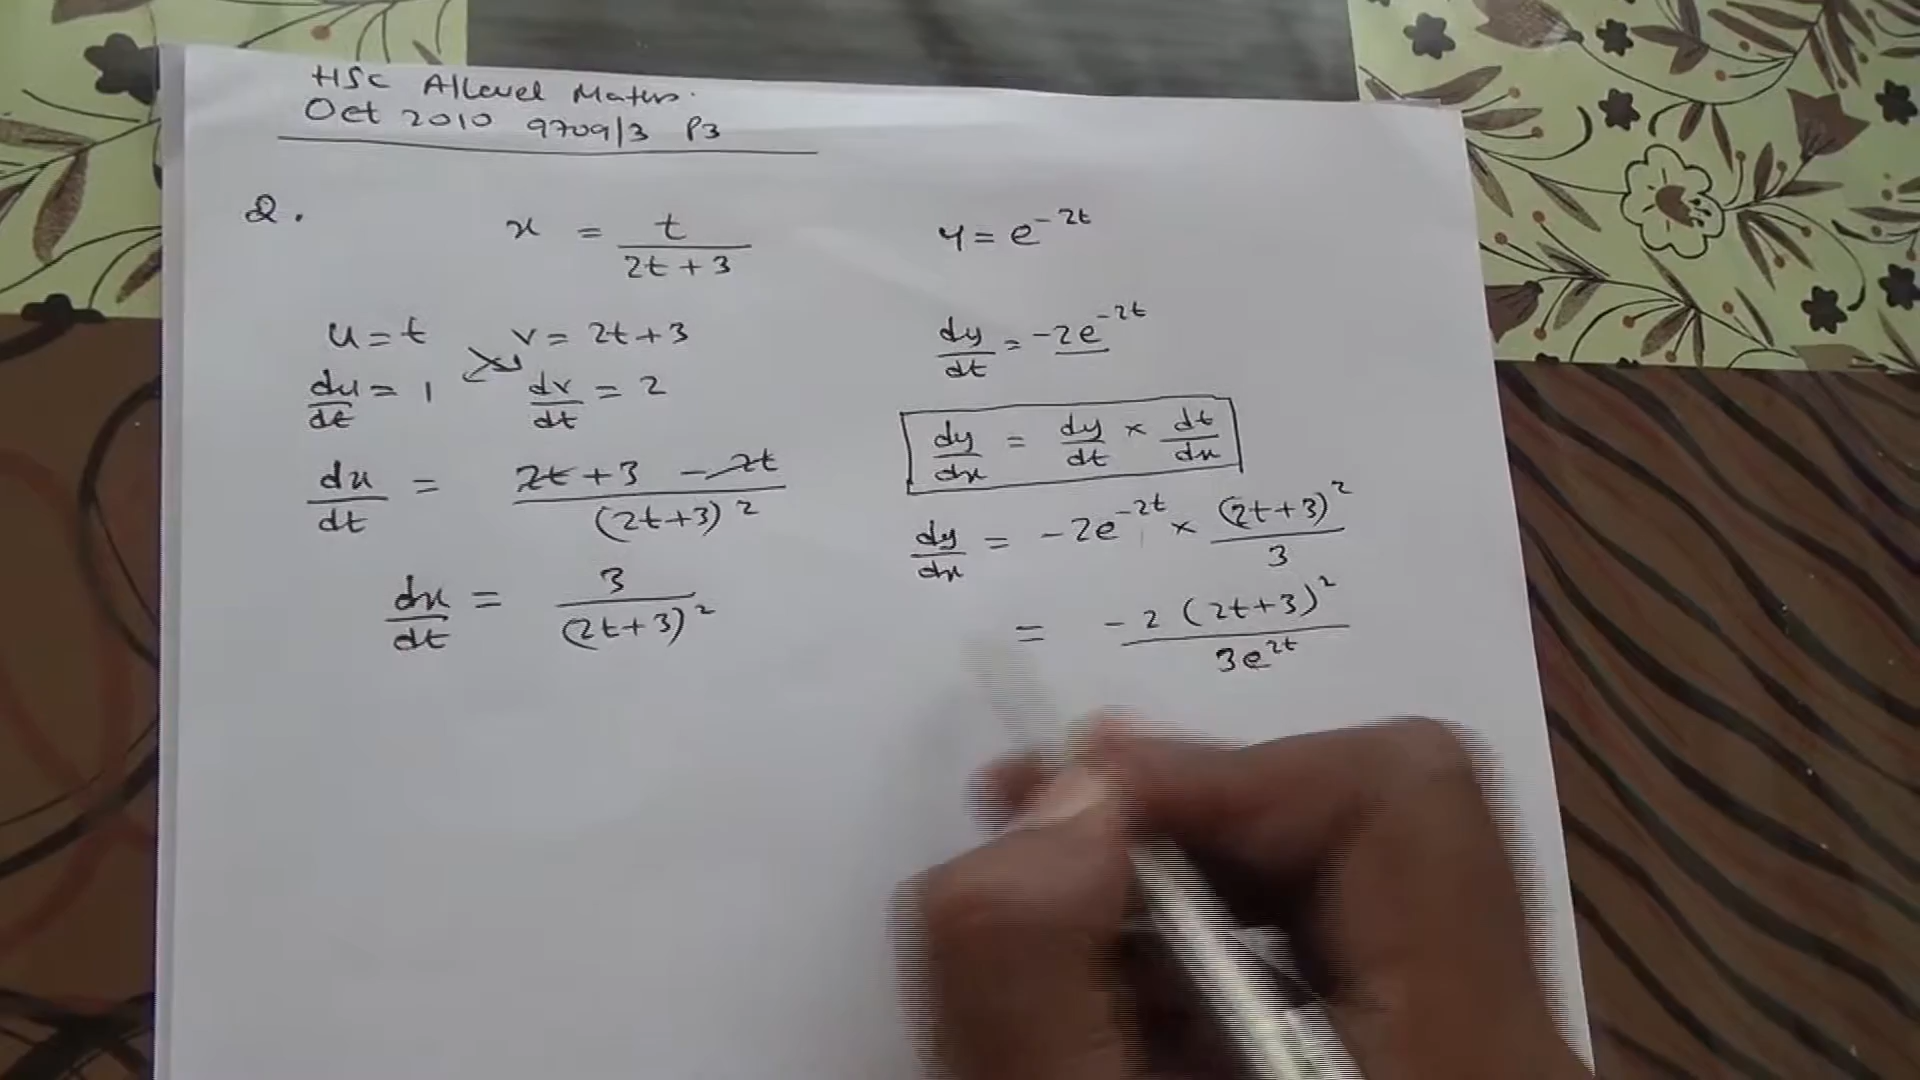 HSC A/Level Maths.
Oct 2010 9709/3 P3
Q.
x = t/(2t + 3)
u = t v = 2t + 3
du/dt = 1 dv/dt = 2
dx/dt = (2t + 3 - 2t)/(2t+3)²
dx/dt = 3/(2t+3)²
y = e^(-2t)
dy/dt = -2e^(-2t)
dy/dx = dy/dt × dt/dx
dy/dx = -2e^(-2t) × (2t+3)²/3
= -2(2t+3)²/3e^(2t)